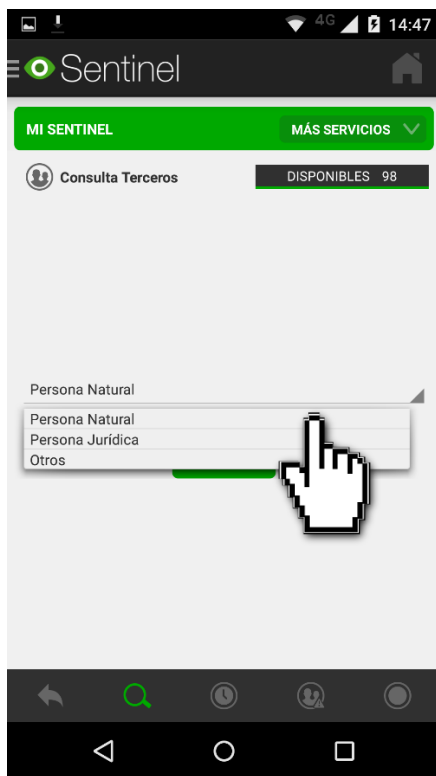 4G 14:47
Sentinel
MI SENTINEL MÁS SERVICIOS
Consulta Terceros DISPONIBLES 98
Persona Natural
Persona Natural
Persona Jurídica
Otros